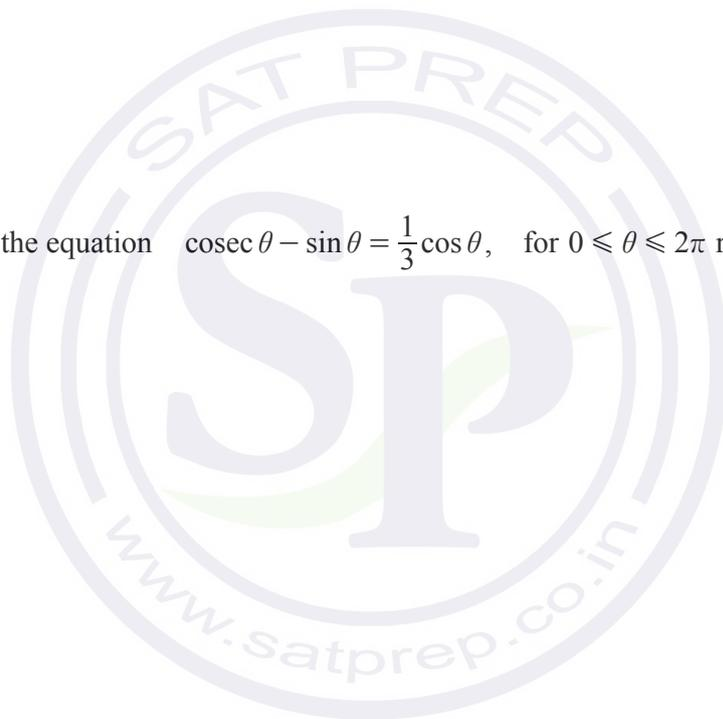 SAT PREP
the equation cosec θ − sin θ = 1/3 cos θ, for 0 ⩽ θ ⩽ 2π
SP
www.satprep.co.in